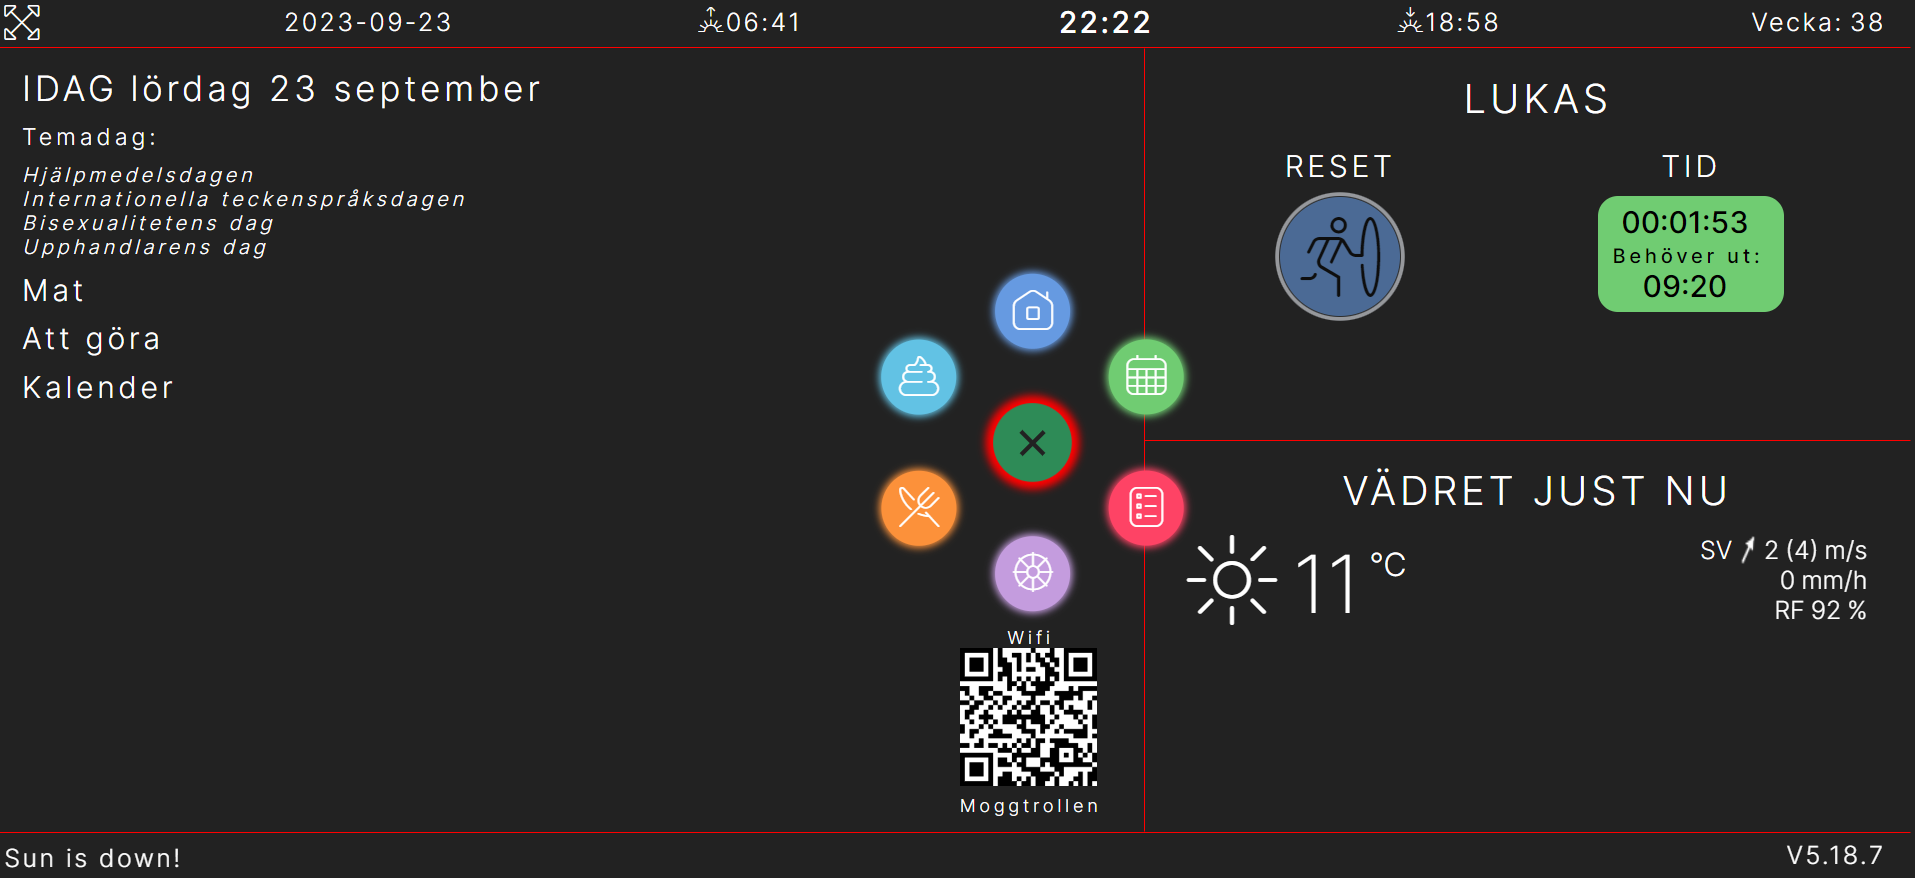 2023-09-23
06:41
22:22
18:58
Vecka: 38
IDAG lördag 23 september
Temadag:
Hjälpmedelsdagen
Internationella teckenspråksdagen
Bisexualitetens dag
Upphandlarens dag
Mat
Att göra
Kalender
Wifi
Moggtrollen
LUKAS
RESET
TID
00:01:53
Behöver ut:
09:20
VÄDRET JUST NU
11 °C
SV 2 (4) m/s
0 mm/h
RF 92 %
Sun is down!
V5.18.7